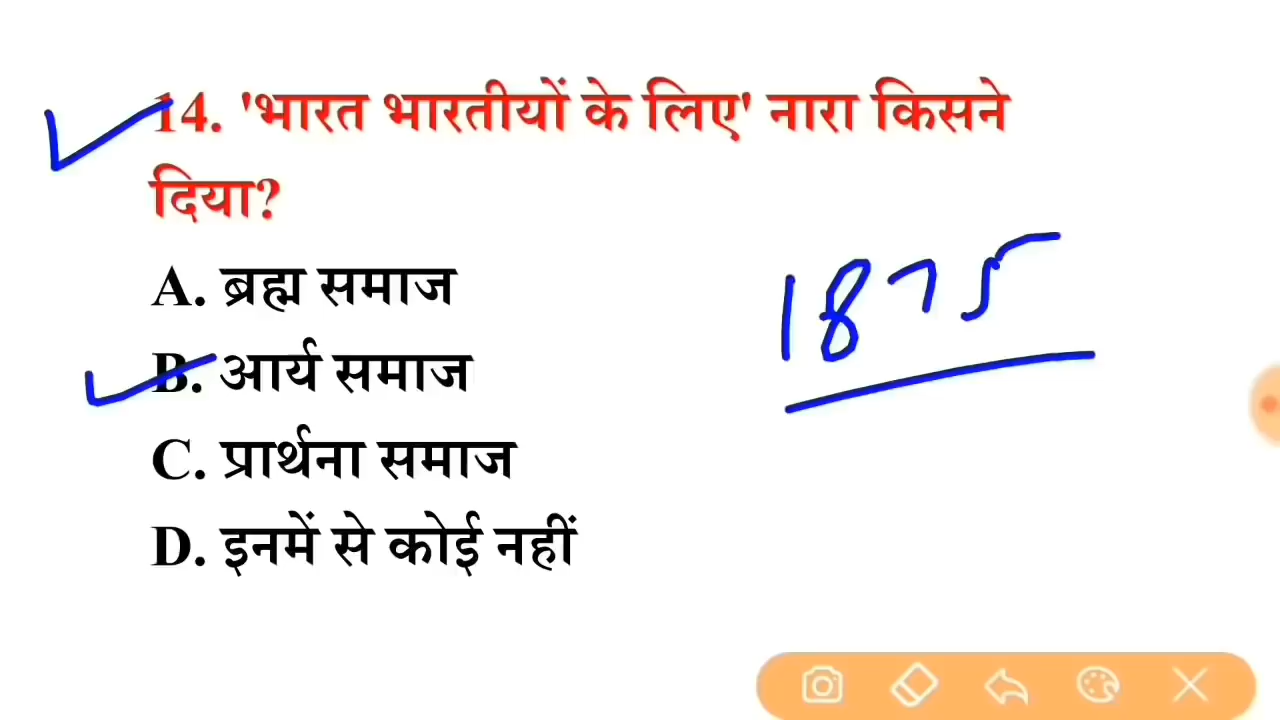 14. 'भारत भारतीयों के लिए' नारा किसने
दिया?
A. ब्रह्म समाज
B. आर्य समाज
C. प्रार्थना समाज
D. इनमें से कोई नहीं
1875